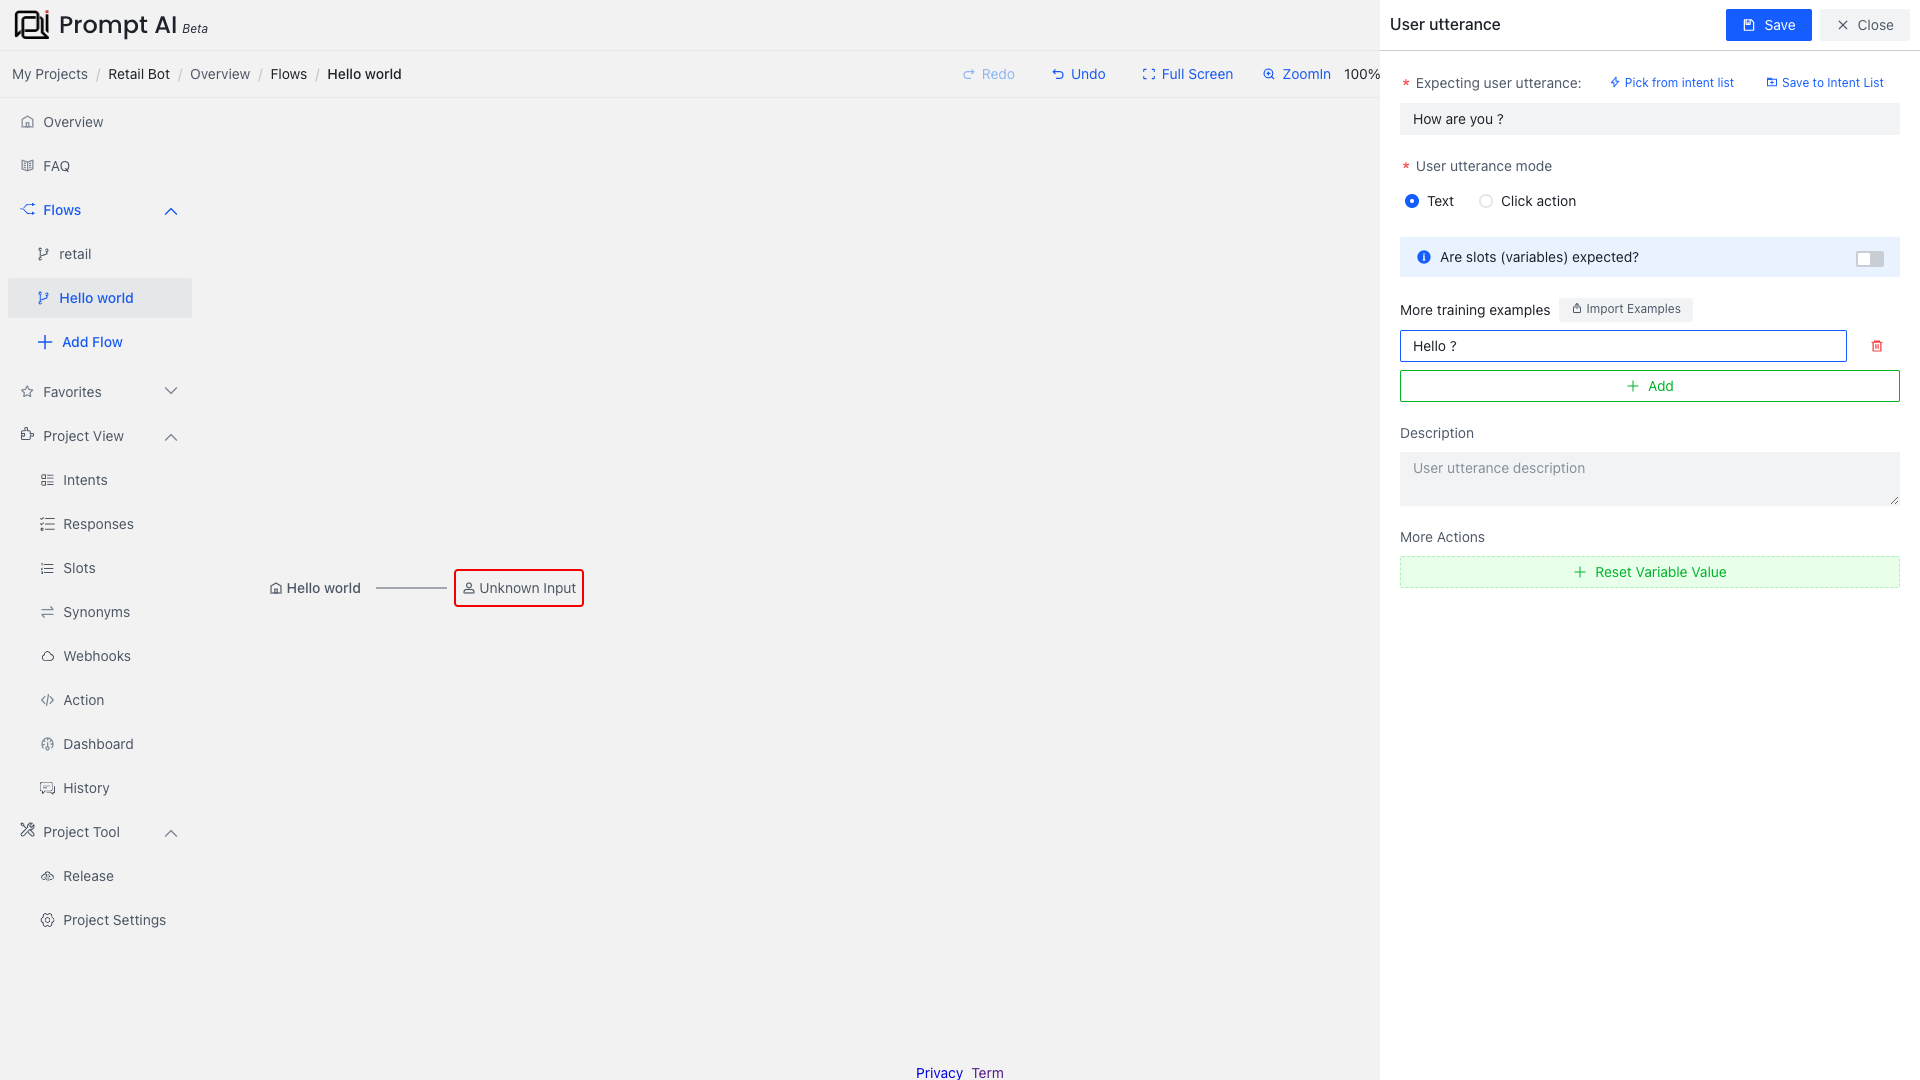 Prompt AI Beta
My Projects / Retail Bot / Overview / Flows / Hello world
Redo Undo Full Screen ZoomIn 100%
Overview
FAQ
Flows
retail
Hello world
Add Flow
Favorites
Project View
Intents
Responses
Slots
Synonyms
Webhooks
Action
Dashboard
History
Project Tool
Release
Project Settings
Hello world
Unknown Input
Privacy Term
User utterance
Save
Close
* Expecting user utterance:
Pick from intent list
Save to Intent List
How are you ?
* User utterance mode
Text
Click action
Are slots (variables) expected?
More training examples
Import Examples
Hello ?
Add
Description
User utterance description
More Actions
Reset Variable Value